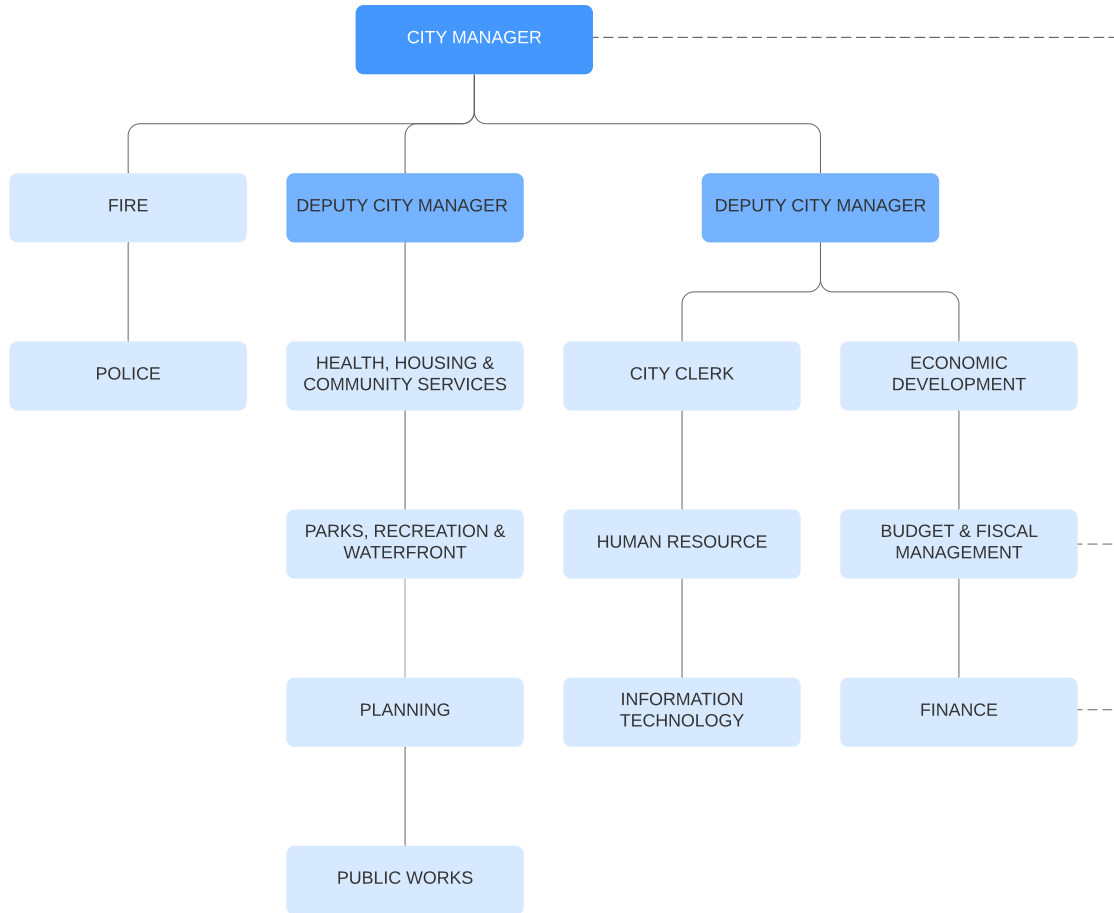 CITY MANAGER
FIRE
DEPUTY CITY MANAGER
DEPUTY CITY MANAGER
POLICE
HEALTH, HOUSING &
COMMUNITY SERVICES
CITY CLERK
ECONOMIC
DEVELOPMENT
PARKS, RECREATION &
WATERFRONT
HUMAN RESOURCE
BUDGET & FISCAL
MANAGEMENT
PLANNING
INFORMATION
TECHNOLOGY
FINANCE
PUBLIC WORKS